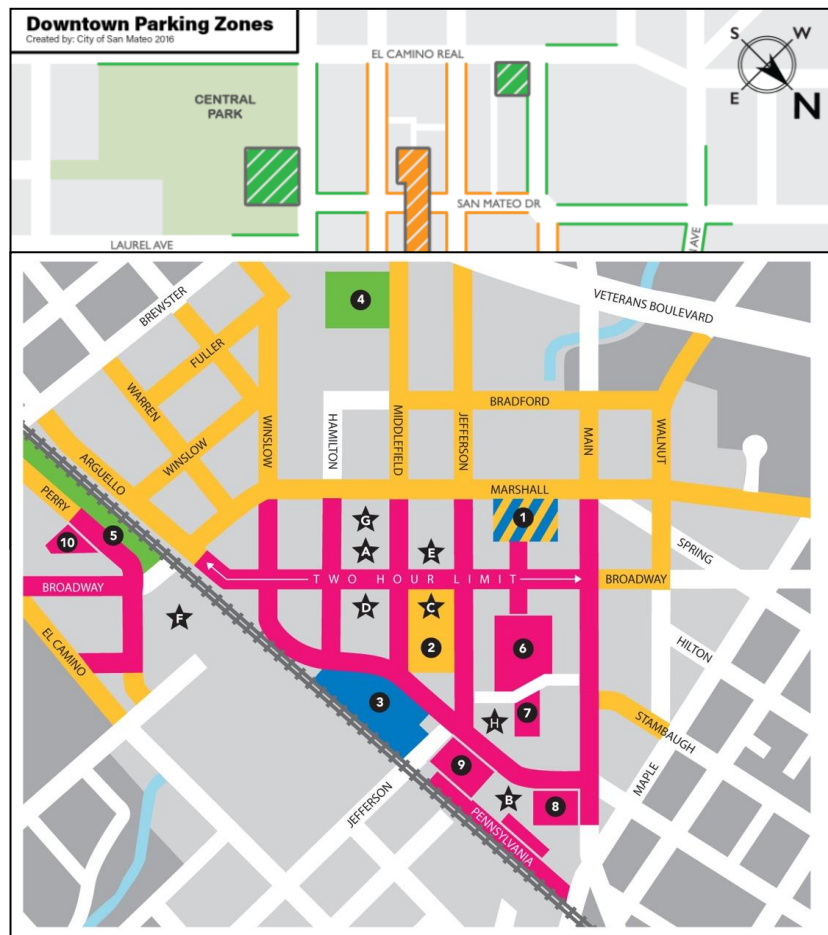 Downtown Parking Zones
Created by: City of San Mateo 2016
S
W
E
N
EL CAMINO REAL
CENTRAL
PARK
SAN MATEO DR
LAUREL AVE
AVE
4
BREWSTER
VETERANS BOULEVARD
FULLER
WARREN
WINSLOW
BRADFORD
WINSLOW
HAMILTON
MIDDLEFIELD
JEFFERSON
MAIN
WALNUT
ARGUELLO
MARSHALL
PERRY
G
1
5
10
A
E
SPRING
BROADWAY
TWO HOUR LIMIT
BROADWAY
F
D
C
EL CAMINO
2
6
HILTON
3
H
7
STAMBAUGH
9
MAPLE
B
8
JEFFERSON
PENNSYLVANIA